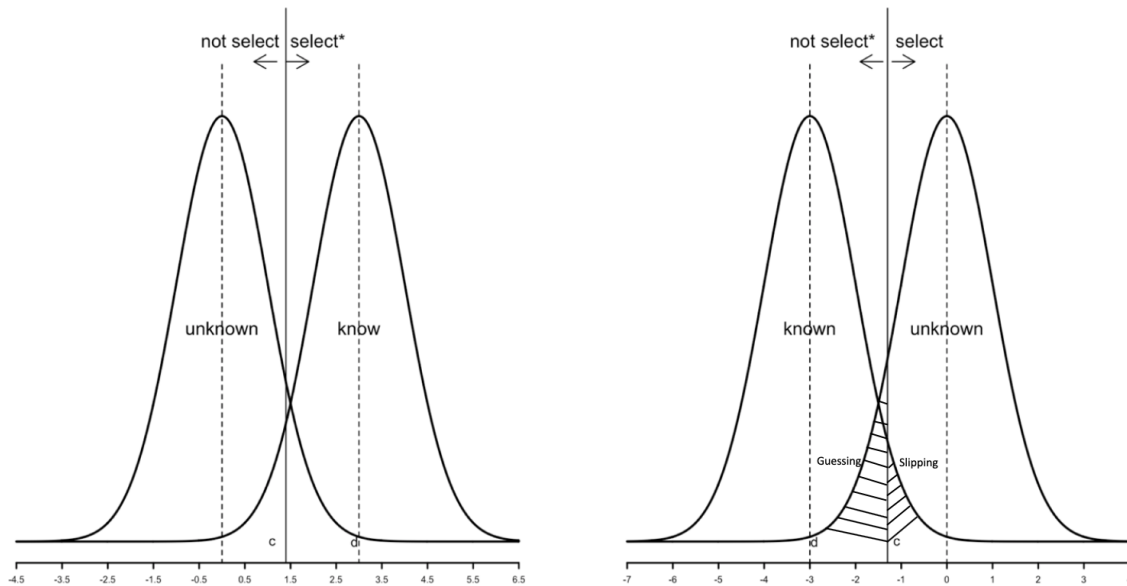 not select select*
unknown know
c d
-4.5 -3.5 -2.5 -1.5 -0.5 0.5 1.5 2.5 3.5 4.5 5.5 6.5
not select* select
known unknown
Guessing Slipping
d c
-7 -6 -5 -4 -3 -2 -1 0 1 2 3